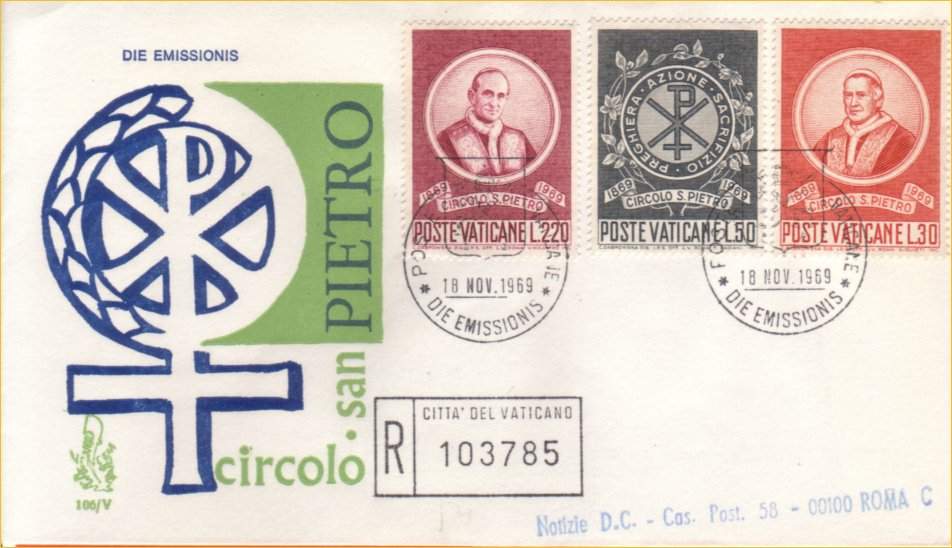 DIE EMISSIONIS
circolo · san PIETRO
106/V
1869 1969
CIRCOLO S. PIETRO
POSTE VATICANE L.220
PREGHIERA · AZIONE · SACRIFIZIO
1869 1969
CIRCOLO S. PIETRO
POSTE VATICANE L.50
1869 1969
CIRCOLO S. PIETRO
POSTE VATICANE L.30
18 NOV. 1969
* DIE EMISSIONIS *
18 NOV. 1969
* DIE EMISSIONIS *
R
CITTA' DEL VATICANO
103785
Notizie D.C. - Cas. Post. 58 - 00100 ROMA C